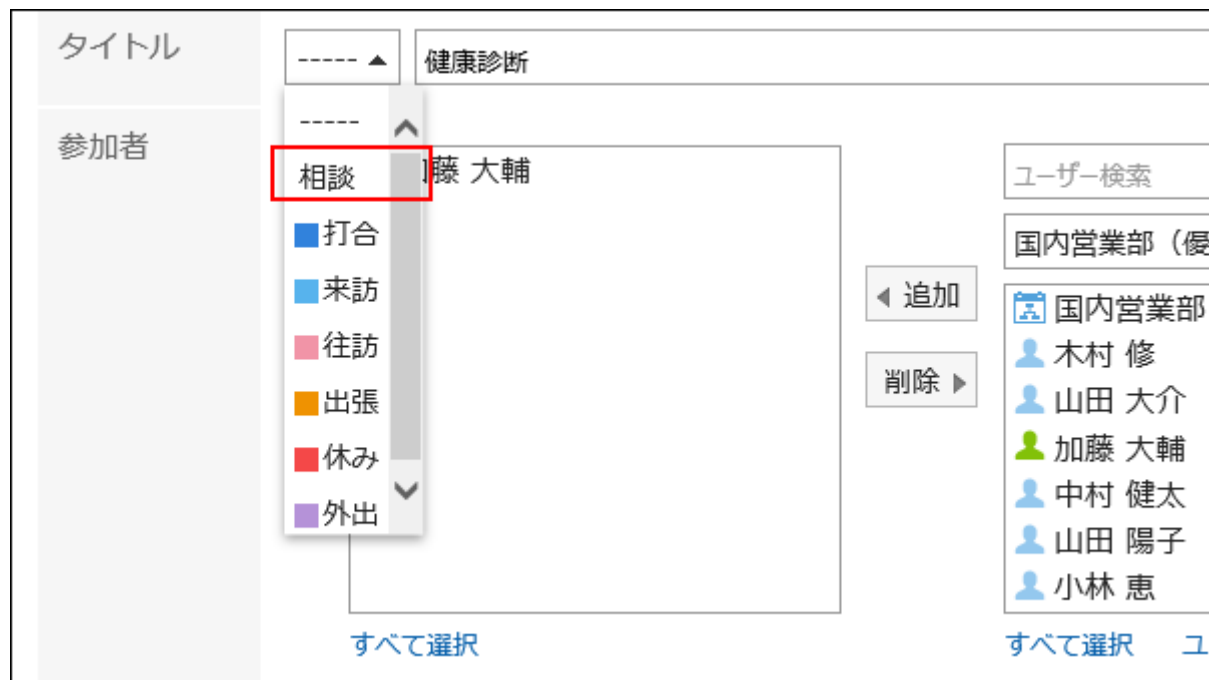 タイトル
-----
健康診断
-----
相談
打合
来訪
往訪
出張
休み
外出
参加者
藤 大輔
すべて選択
追加
削除
ユーザー検索
国内営業部（優
国内営業部
木村 修
山田 大介
加藤 大輔
中村 健太
山田 陽子
小林 恵
すべて選択
ユ